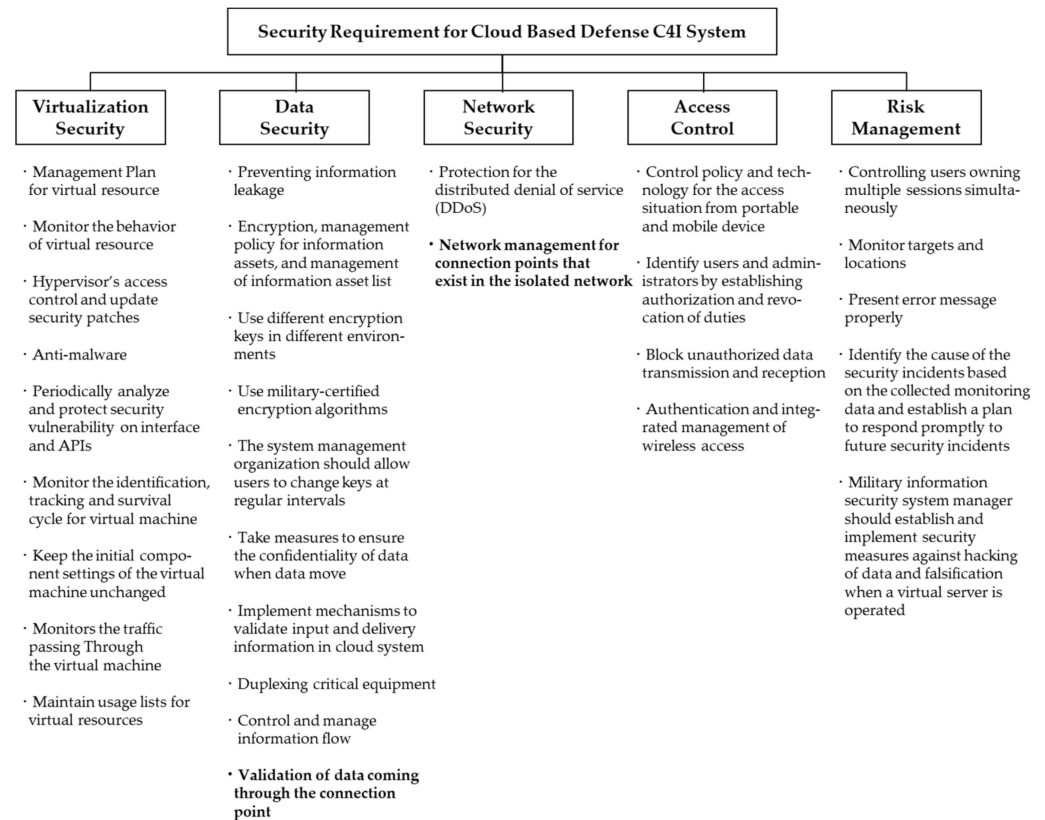 Security Requirement for Cloud Based Defense C4I System
Virtualization
Security
· Management Plan
for virtual resource
· Monitor the behavior
of virtual resource
· Hypervisor's access
control and update
security patches
· Anti-malware
· Periodically analyze
and protect security
vulnerability on interface
and APIs
· Monitor the identification,
tracking and survival
cycle for virtual machine
· Keep the initial compo-
nent settings of the virtual
machine unchanged
· Monitors the traffic
passing Through
the virtual machine
· Maintain usage lists for
virtual resources
Data
Security
· Preventing information
leakage
· Encryption, management
policy for information
assets, and management
of information asset list
· Use different encryption
keys in different environ-
ments
· Use military-certified
encryption algorithms
· The system management
organization should allow
users to change keys at
regular intervals
· Take measures to ensure
the confidentiality of data
when data move
· Implement mechanisms to
validate input and delivery
information in cloud system
· Duplexing critical equipment
· Control and manage
information flow
· Validation of data coming
through the connection
point
Network
Security
· Protection for the
distributed denial of service
(DDoS)
· Network management for
connection points that
exist in the isolated network
Access
Control
· Control policy and tech-
nology for the access
situation from portable
and mobile device
· Identify users and admin-
istrators by establishing
authorization and revo-
cation of duties
· Block unauthorized data
transmission and reception
· Authentication and integ-
rated management of
wireless access
Risk
Management
· Controlling users owning
multiple sessions simulta-
neously
· Monitor targets and
locations
· Present error message
properly
· Identify the cause of the
security incidents based
on the collected monitoring
data and establish a plan
to respond promptly to
future security incidents
· Military information
security system manager
should establish and
implement security
measures against hacking
of data and falsification
when a virtual server is
operated